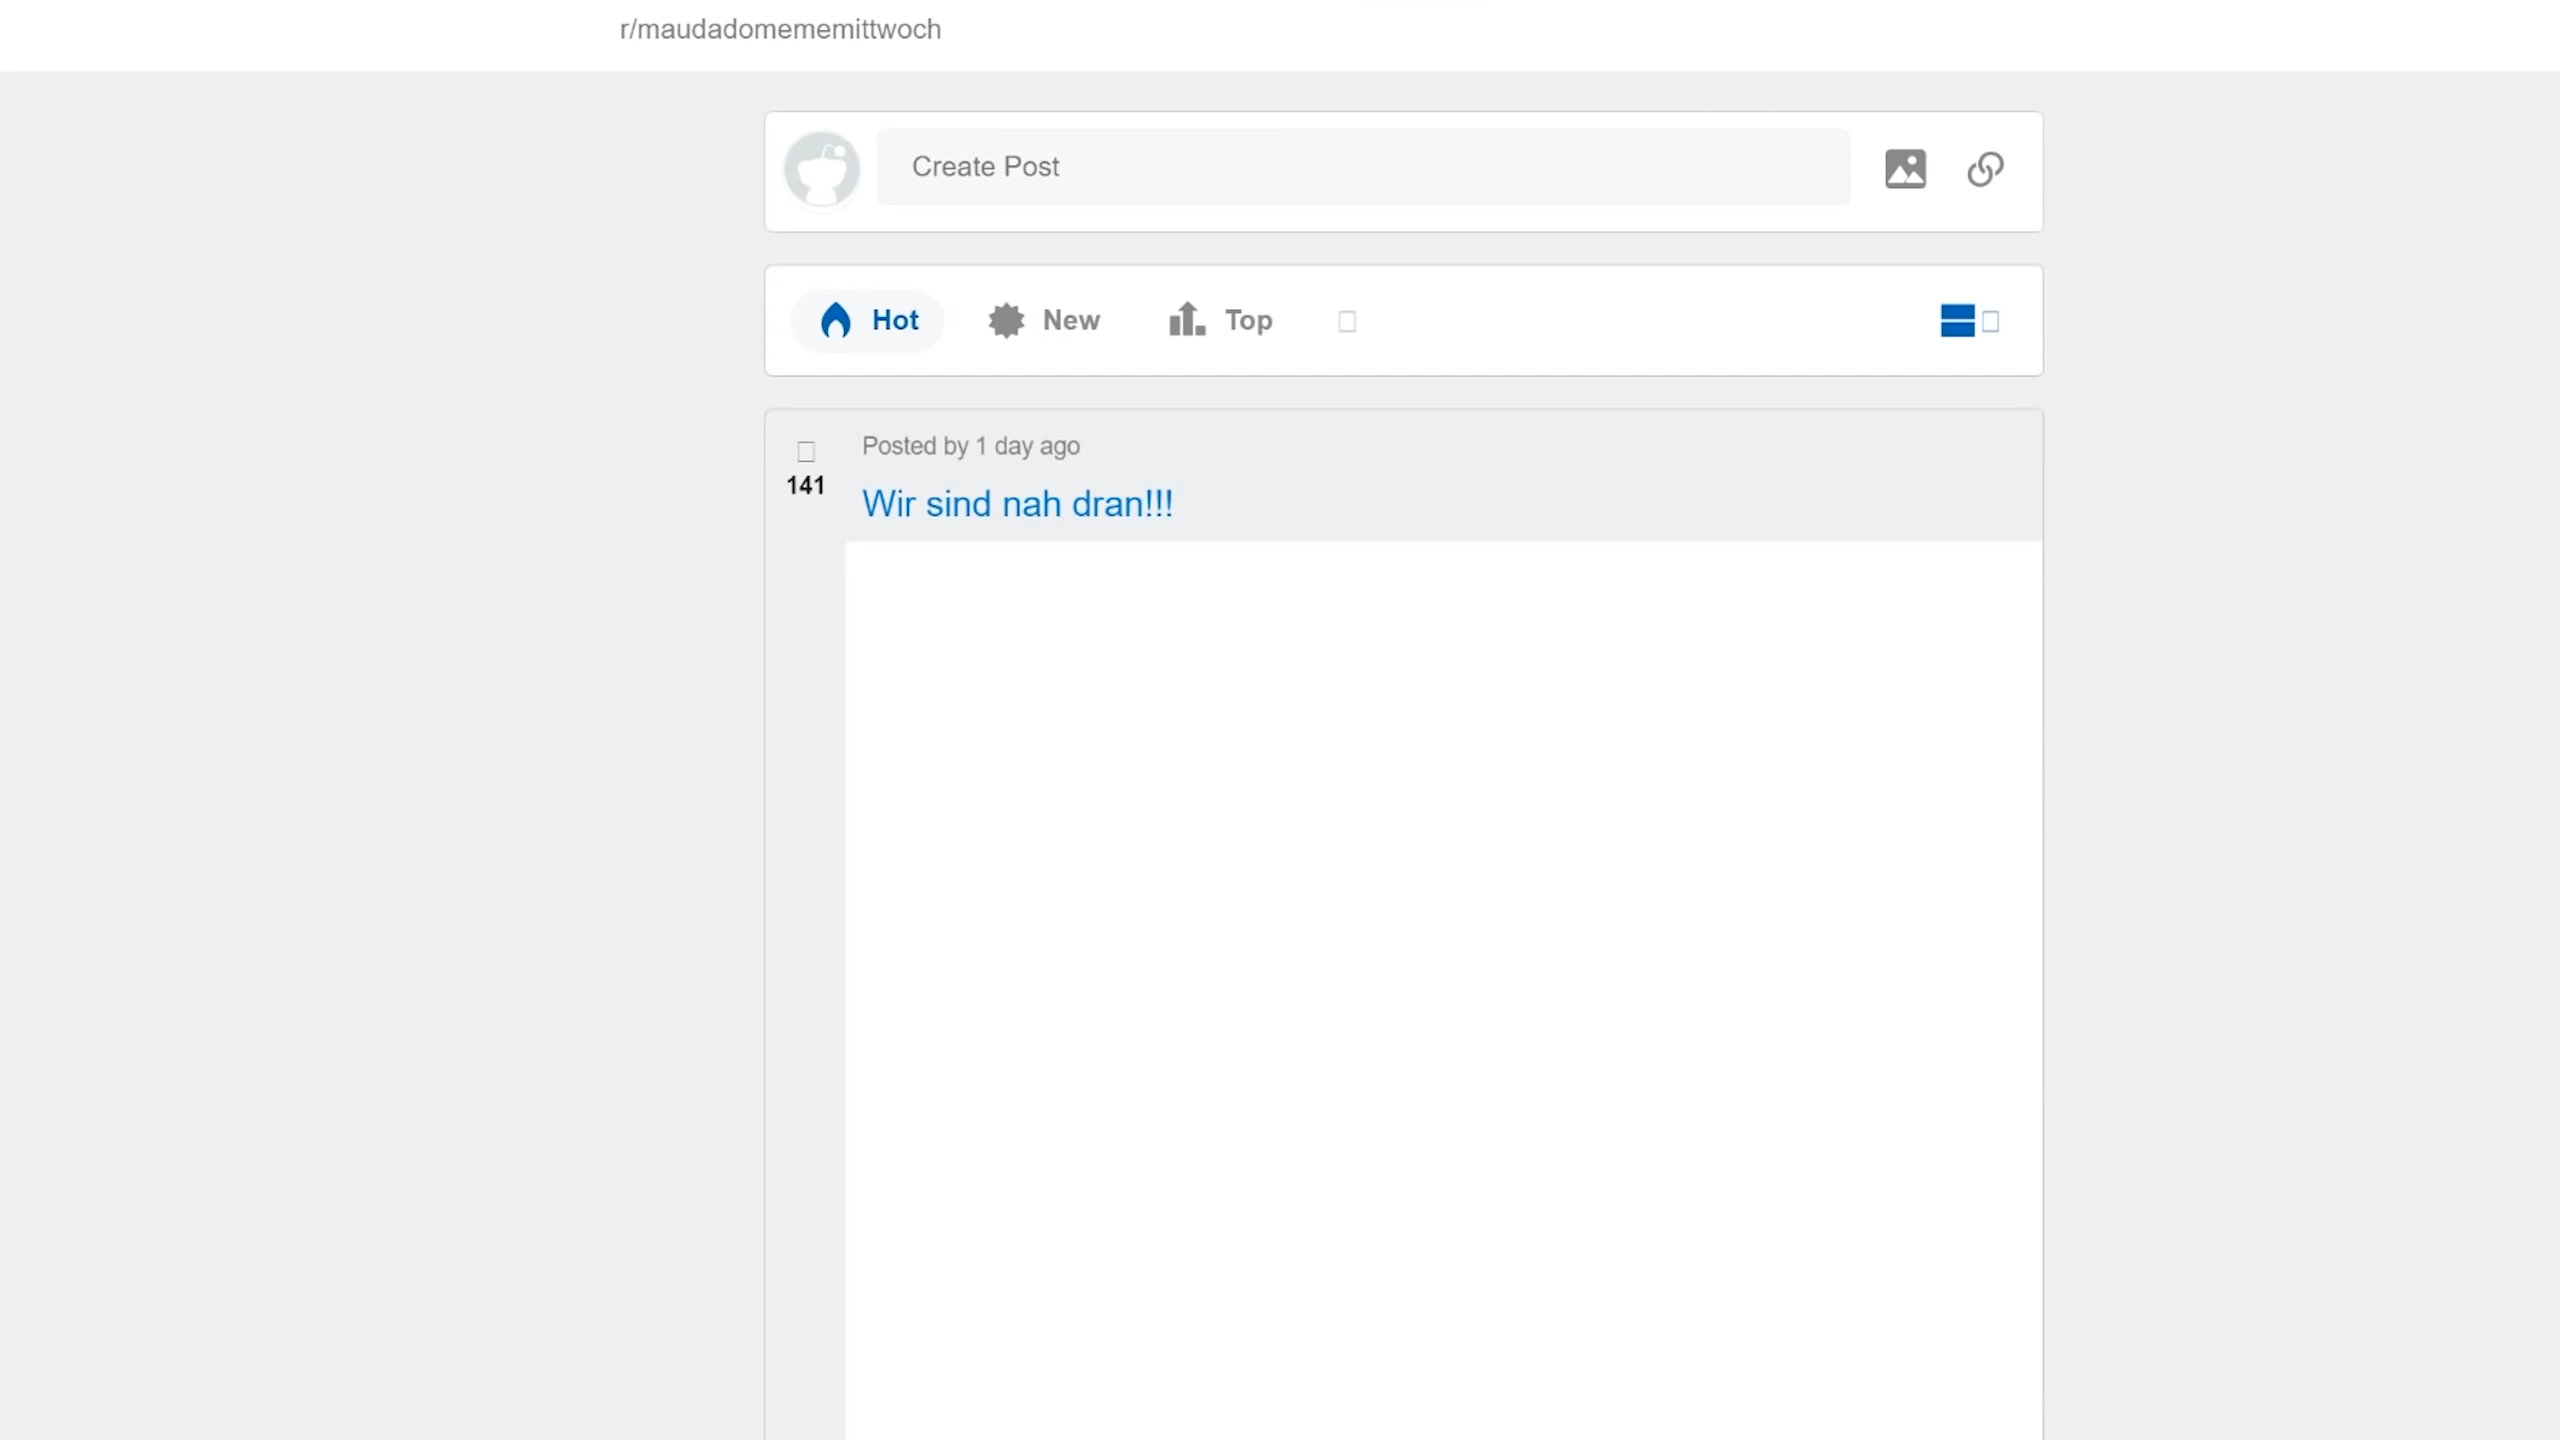 r/maudadomememittwoch
Create Post
Hot New Top
Posted by 1 day ago
141
Wir sind nah dran!!!